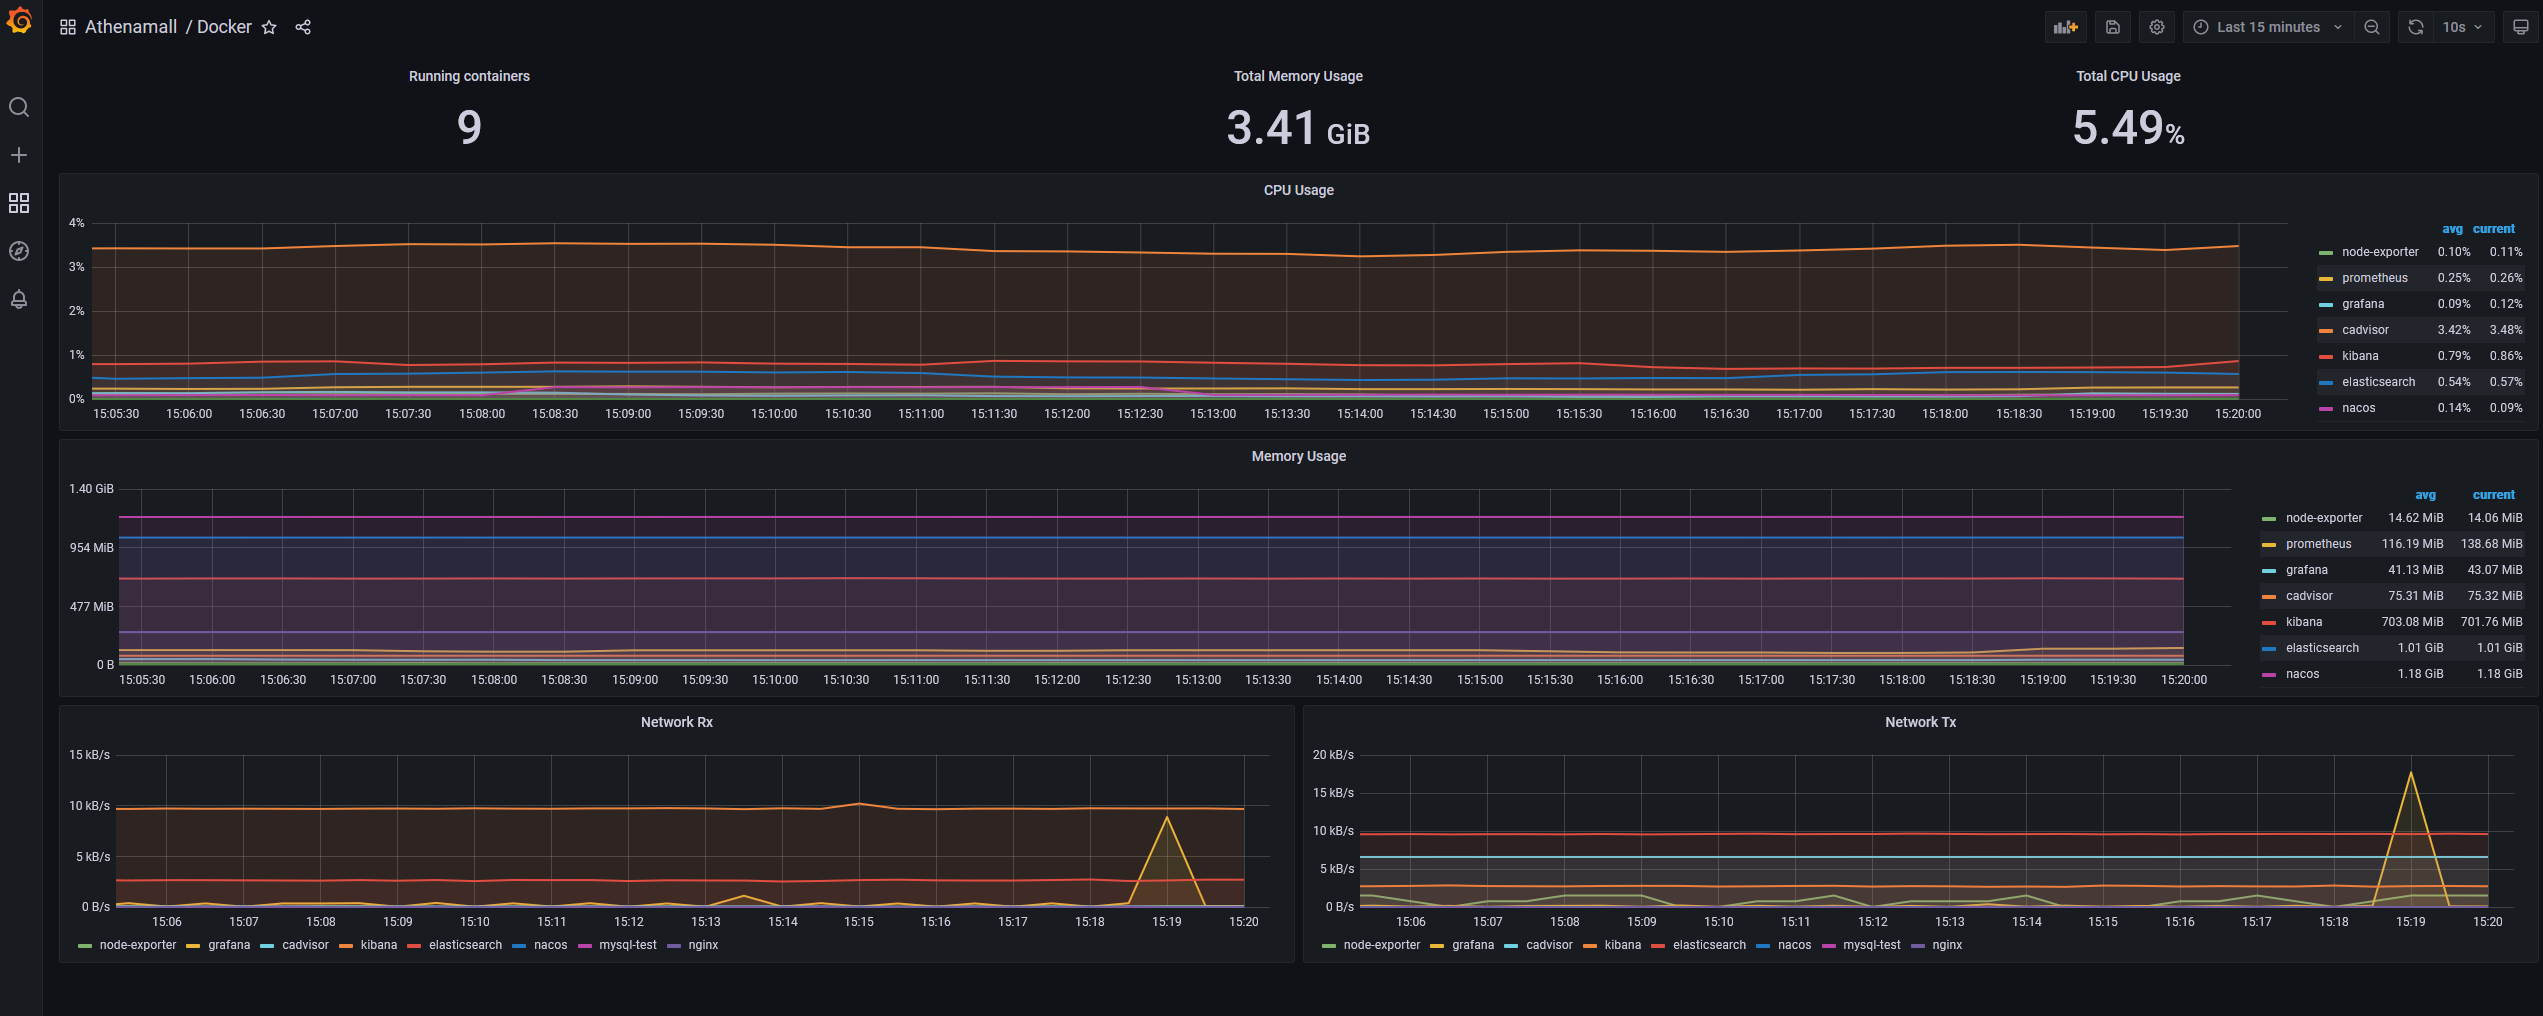 Athenamall / Docker
Last 15 minutes 10s
Running containers
9
Total Memory Usage
3.41 GiB
Total CPU Usage
5.49%
CPU Usage
4%
3%
2%
1%
0%
15:05:30 15:06:00 15:06:30 15:07:00 15:07:30 15:08:00 15:08:30 15:09:00 15:09:30 15:10:00 15:10:30 15:11:00 15:11:30 15:12:00 15:12:30 15:13:00 15:13:30 15:14:00 15:14:30 15:15:00 15:15:30 15:16:00 15:16:30 15:17:00 15:17:30 15:18:00 15:18:30 15:19:00 15:19:30 15:20:00
avg current
node-exporter 0.10% 0.11%
prometheus 0.25% 0.26%
grafana 0.09% 0.12%
cadvisor 3.42% 3.48%
kibana 0.79% 0.86%
elasticsearch 0.54% 0.57%
nacos 0.14% 0.09%
Memory Usage
1.40 GiB
954 MiB
477 MiB
0 B
15:05:30 15:06:00 15:06:30 15:07:00 15:07:30 15:08:00 15:08:30 15:09:00 15:09:30 15:10:00 15:10:30 15:11:00 15:11:30 15:12:00 15:12:30 15:13:00 15:13:30 15:14:00 15:14:30 15:15:00 15:15:30 15:16:00 15:16:30 15:17:00 15:17:30 15:18:00 15:18:30 15:19:00 15:19:30 15:20:00
avg current
node-exporter 14.62 MiB 14.06 MiB
prometheus 116.19 MiB 138.68 MiB
grafana 41.13 MiB 43.07 MiB
cadvisor 75.31 MiB 75.32 MiB
kibana 703.08 MiB 701.76 MiB
elasticsearch 1.01 GiB 1.01 GiB
nacos 1.18 GiB 1.18 GiB
Network Rx
15 kB/s
10 kB/s
5 kB/s
0 B/s
15:06 15:07 15:08 15:09 15:10 15:11 15:12 15:13 15:14 15:15 15:16 15:17 15:18 15:19 15:20
node-exporter grafana cadvisor kibana elasticsearch nacos mysql-test nginx
Network Tx
20 kB/s
15 kB/s
10 kB/s
5 kB/s
0 B/s
15:06 15:07 15:08 15:09 15:10 15:11 15:12 15:13 15:14 15:15 15:16 15:17 15:18 15:19 15:20
node-exporter grafana cadvisor kibana elasticsearch nacos mysql-test nginx